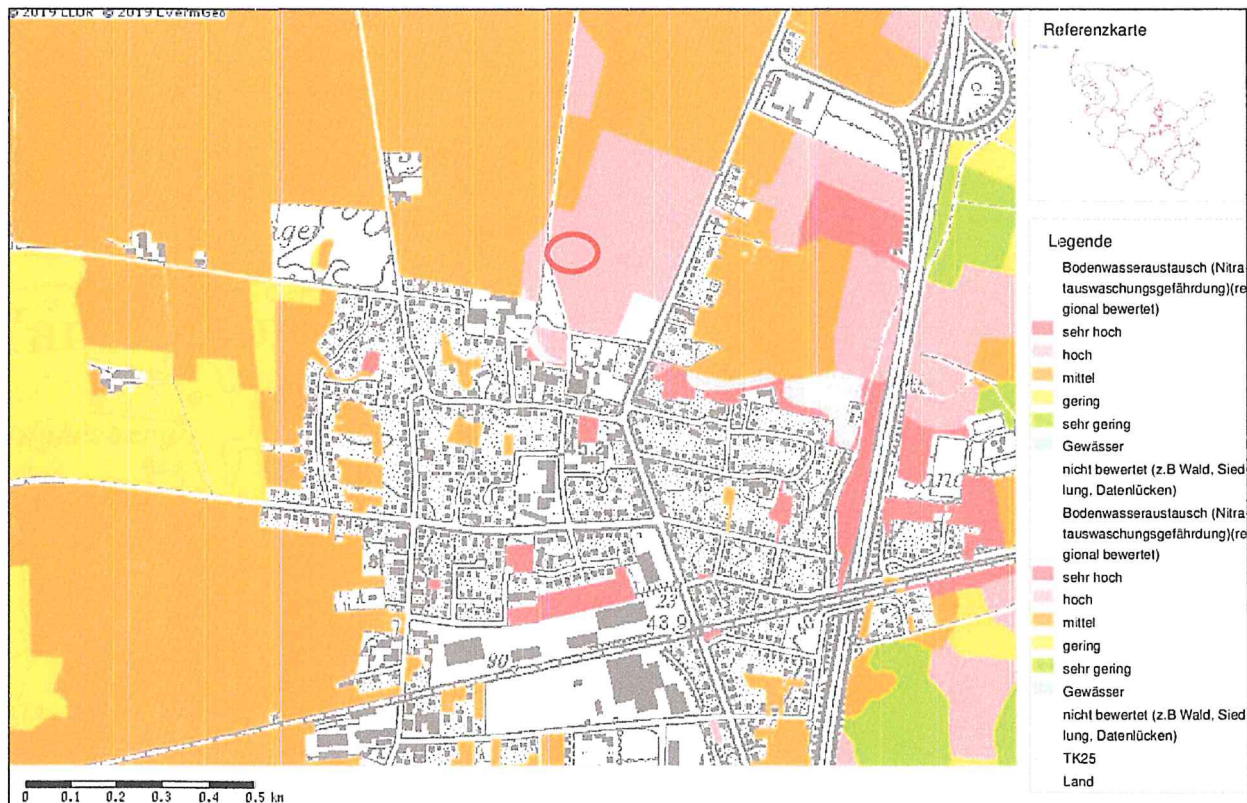 © 2019 LLUR © 2019 LVermGeo
Referenzkarte
Legende
Bodenwasseraustausch (Nitra
tauswaschungsgefährdung)(re
gional bewertet)
sehr hoch
hoch
mittel
gering
sehr gering
Gewässer
nicht bewertet (z.B Wald, Sied
lung, Datenlücken)
Bodenwasseraustausch (Nitra
tauswaschungsgefährdung)(re
gional bewertet)
sehr hoch
hoch
mittel
gering
sehr gering
Gewässer
nicht bewertet (z.B Wald, Sied
lung, Datenlücken)
TK25
Land
23
43,9
90
0 0.1 0.2 0.3 0.4 0.5 km